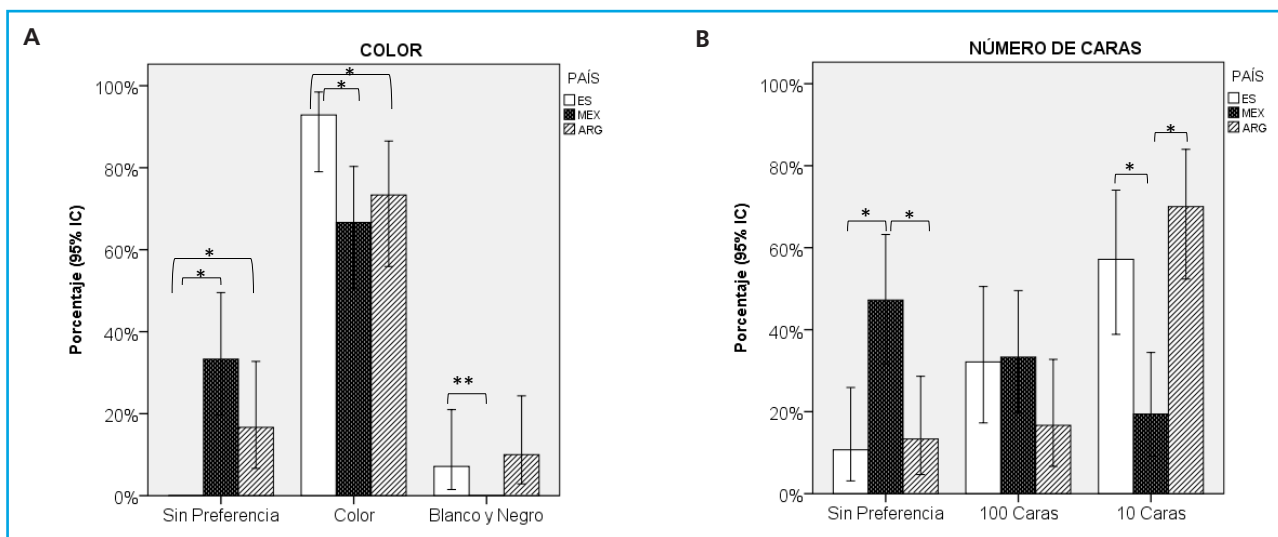 A
COLOR
PAÍS
ES
MEX
ARG
Porcentaje (95% IC)
100%
80%
60%
40%
20%
0%
*
*
*
*
**
Sin Preferencia
Color
Blanco y Negro
B
NÚMERO DE CARAS
PAÍS
ES
MEX
ARG
Porcentaje (95% IC)
100%
80%
60%
40%
20%
0%
*
*
*
*
Sin Preferencia
100 Caras
10 Caras